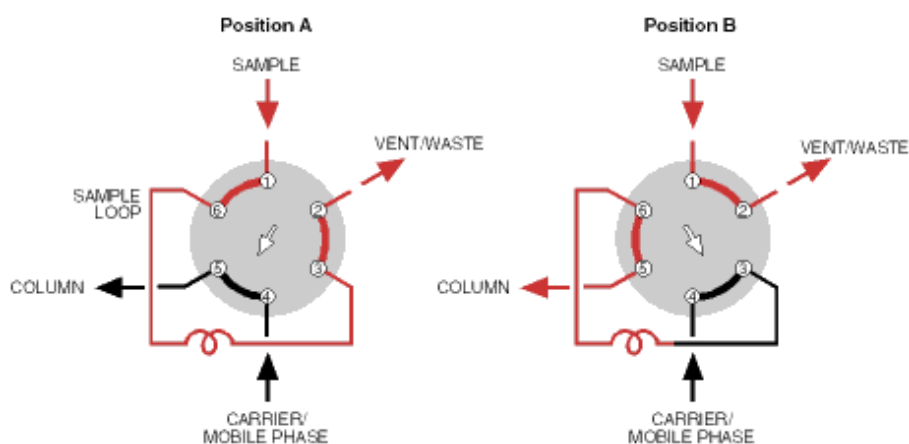 Position A
SAMPLE
VENT/WASTE
SAMPLE
LOOP
1
2
3
4
5
6
COLUMN
CARRIER/
MOBILE PHASE
Position B
SAMPLE
VENT/WASTE
1
2
3
4
5
6
COLUMN
CARRIER/
MOBILE PHASE